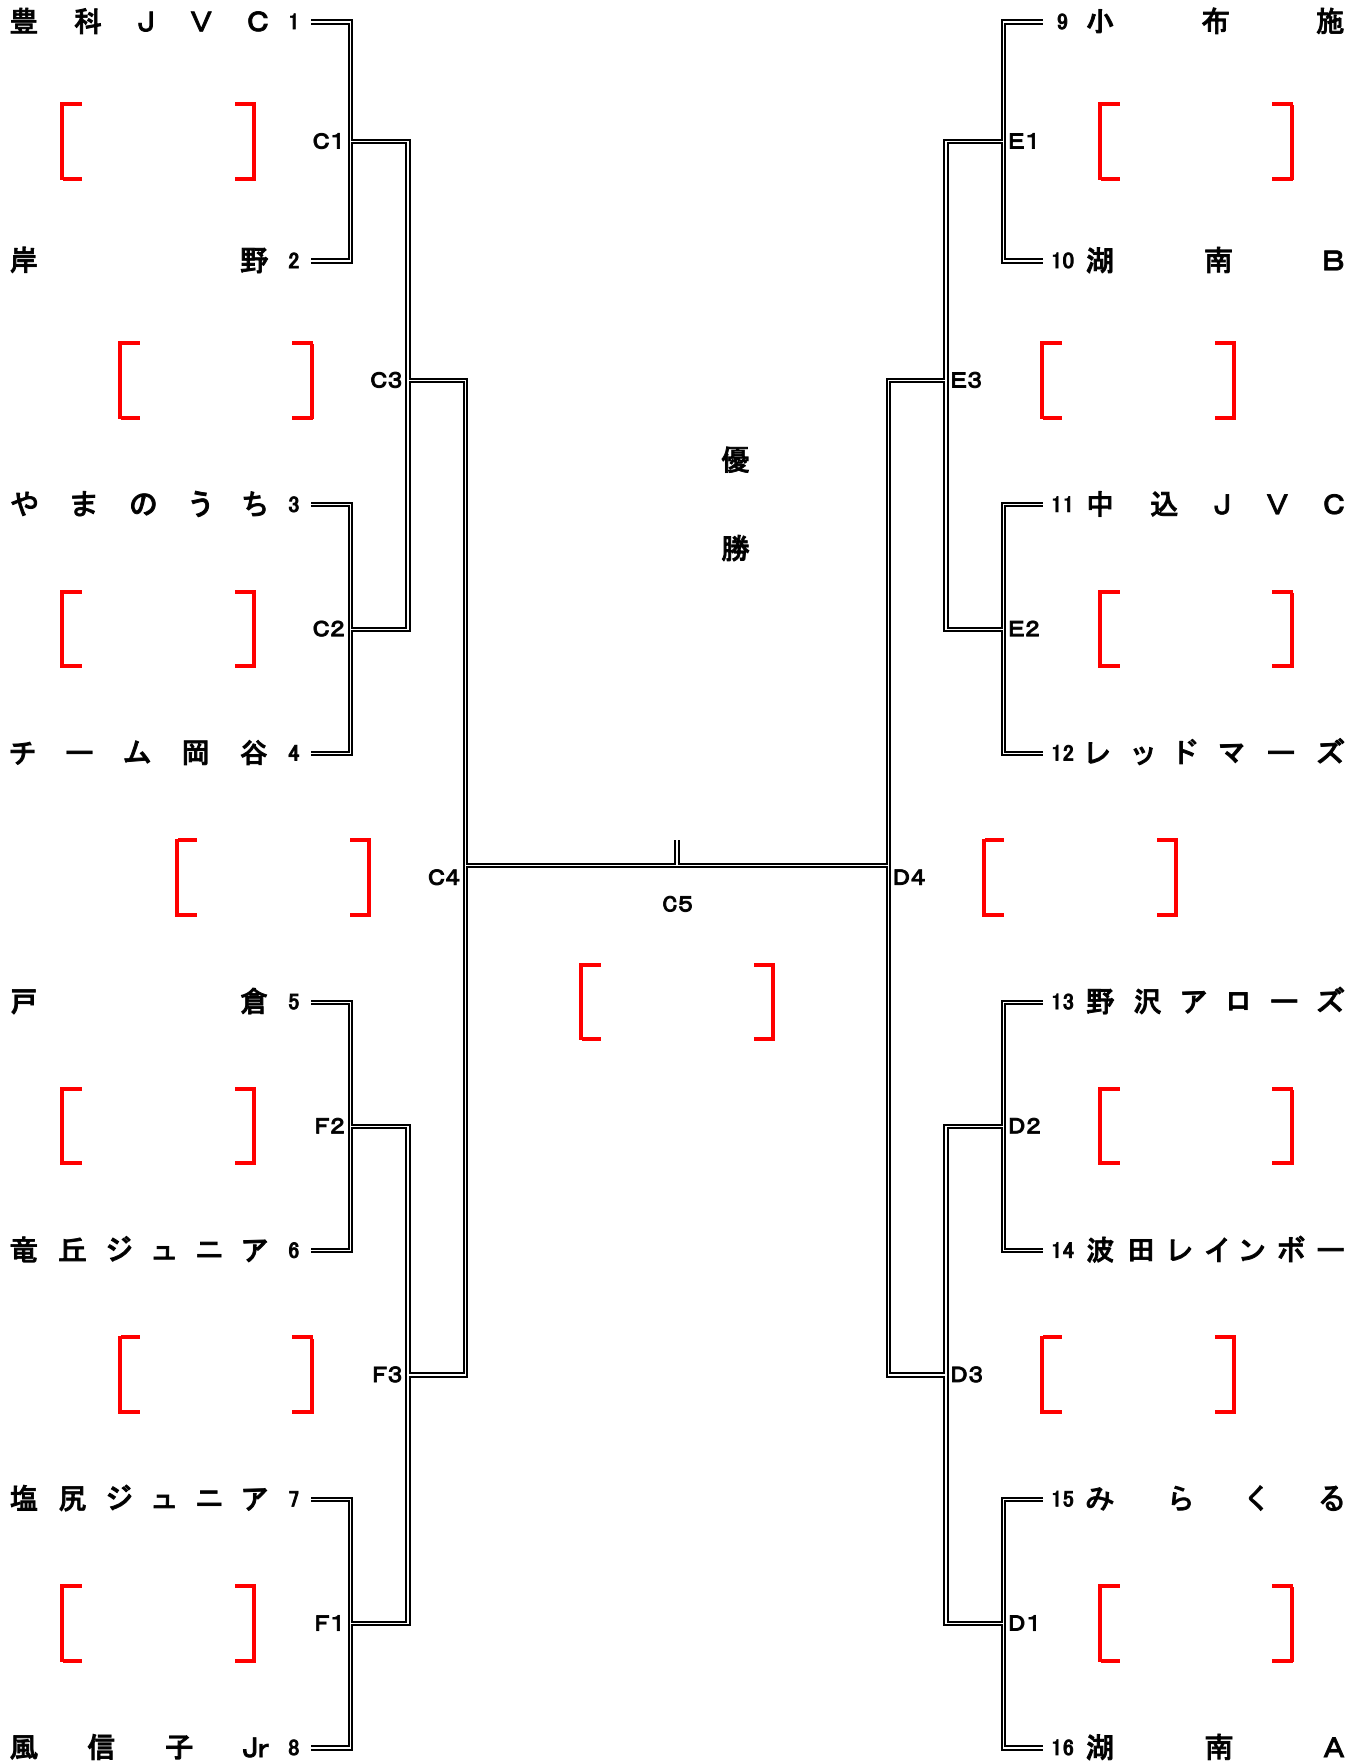 豊科JVC 1
9 小布施
C1
E1
岸野 2
10 湖南B
C3
E3
優勝
やまのうち 3
11 中込JVC
C2
E2
チーム岡谷 4
12 レッドマーズ
C4
D4
C5
戸倉 5
13 野沢アローズ
F2
D2
竜丘ジュニア 6
14 波田レインボー
F3
D3
塩尻ジュニア 7
15 みらくる
F1
D1
風信子Jr 8
16 湖南A